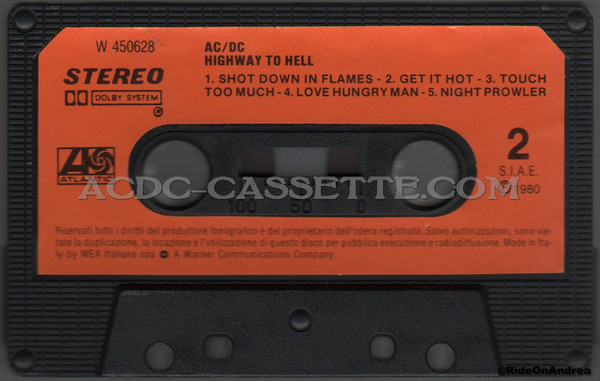 W 450628
AC/DC
HIGHWAY TO HELL
STEREO
DOLBY SYSTEM
1. SHOT DOWN IN FLAMES - 2. GET IT HOT - 3. TOUCH
TOO MUCH - 4. LOVE HUNGRY MAN - 5. NIGHT PROWLER
2
S.I.A.E.
℗ 1980
ATLANTIC
ACDC-CASSETTE.COM
100 50 0
Riservati tutti i diritti del produttore fonografico e del proprietario dell'opera registrata. Salvo autorizzazione, sono vie-
tate la duplicazione, la locazione e l'utilizzazione di questo disco per pubblica esecuzione e radiodiffusione. Made in Ita-
ly by WEA Italiana spa A Warner Communications Company.
©RideOnAndrea